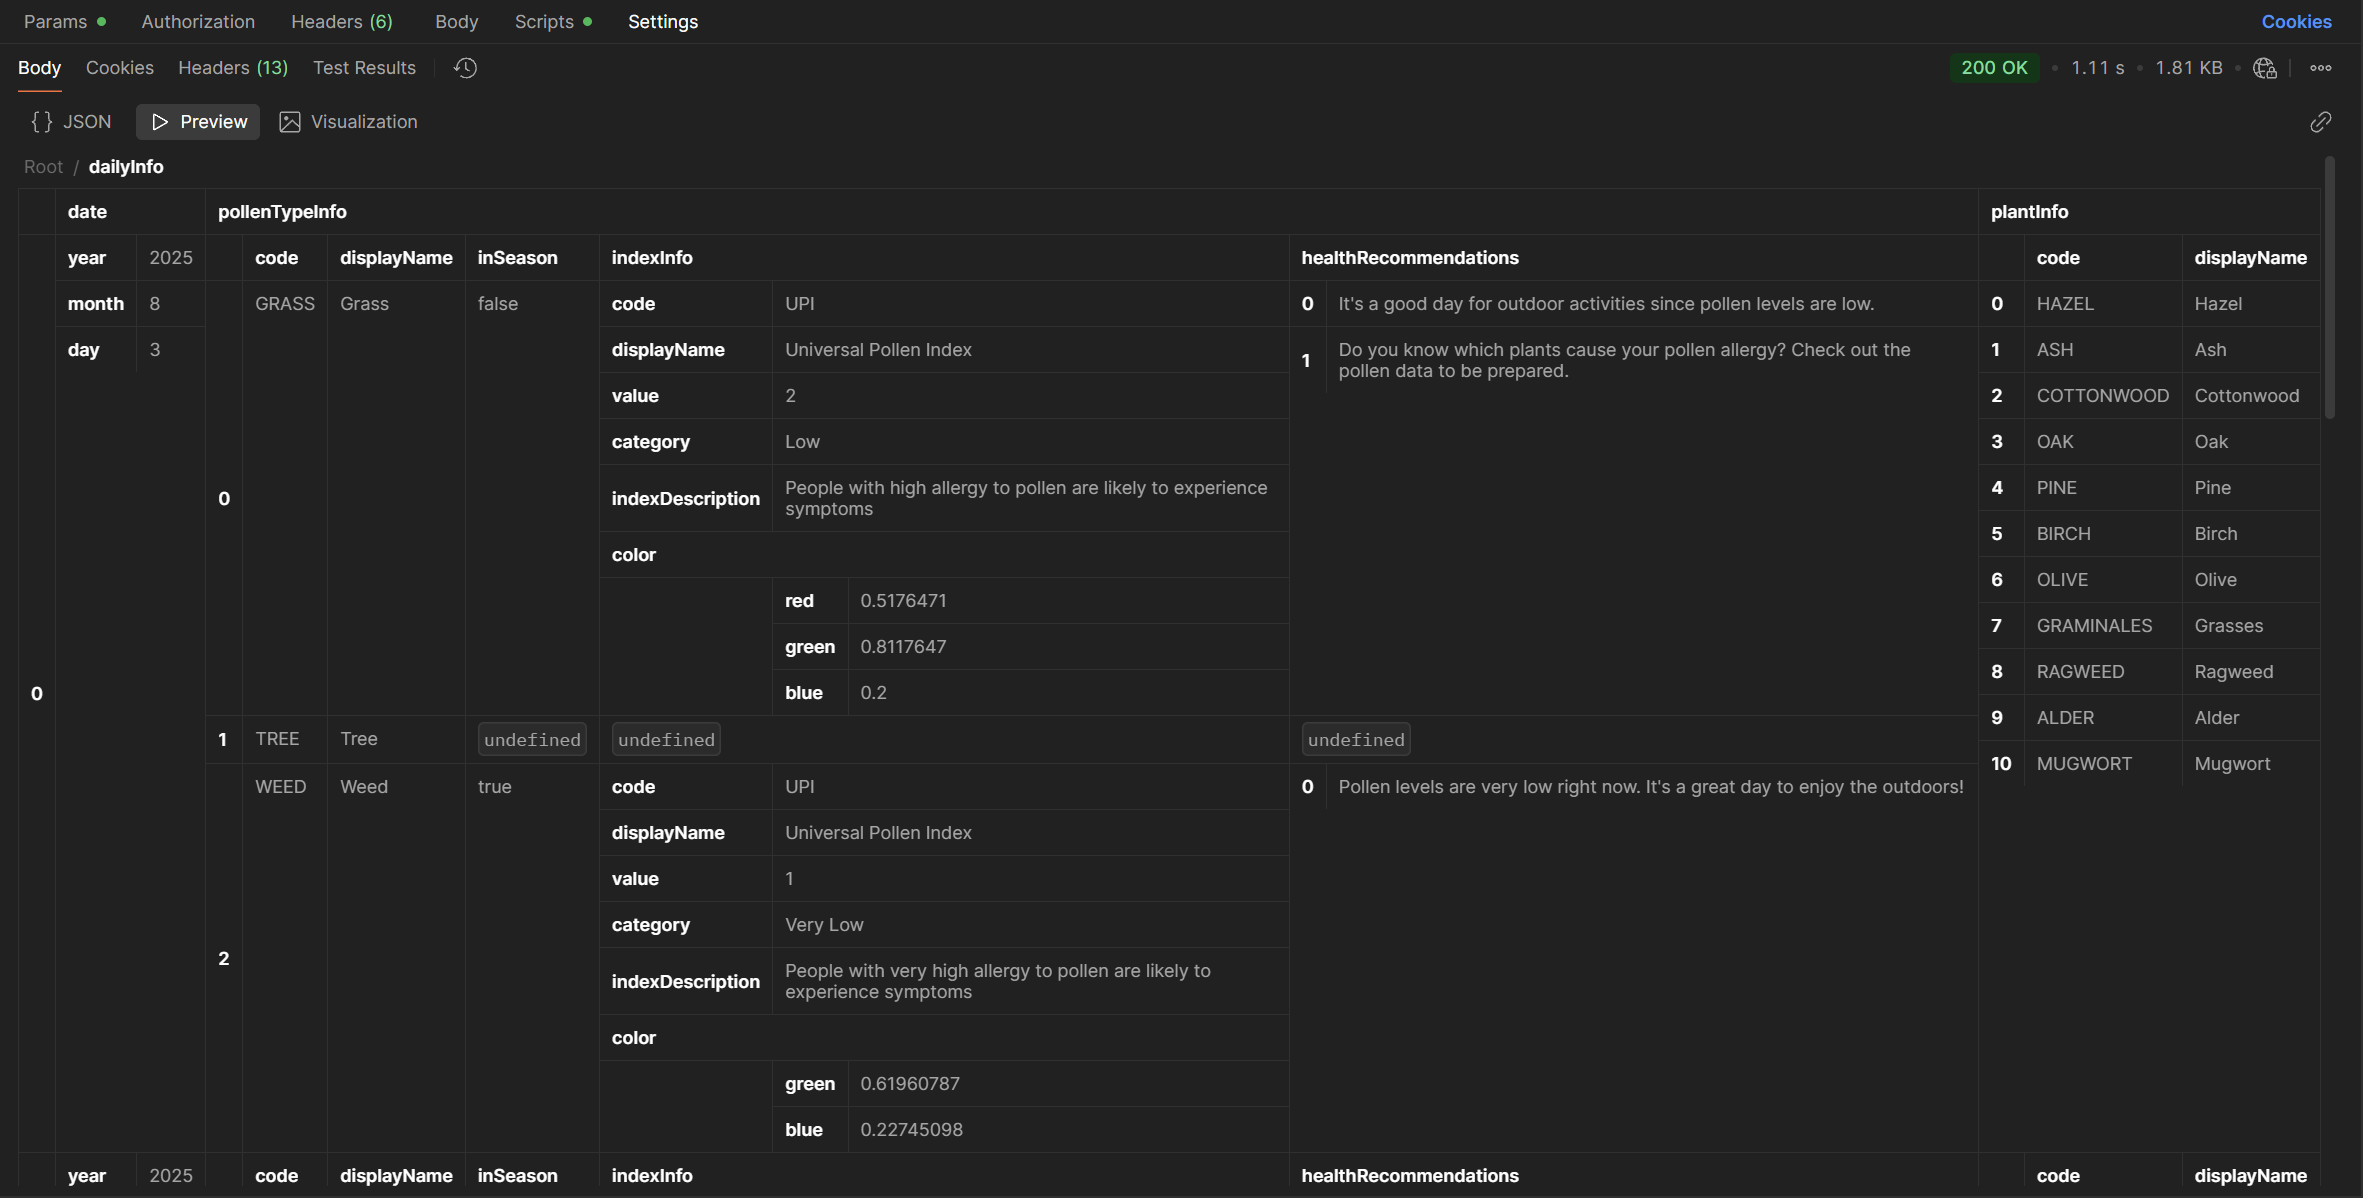 Params Authorization Headers (6) Body Scripts Settings Cookies
Body Cookies Headers (13) Test Results 200 OK 1.11 s 1.81 KB
{} JSON Preview Visualization
Root / dailyInfo
date pollenTypeInfo plantInfo
year 2025 code displayName inSeason indexInfo healthRecommendations code displayName
month 8 GRASS Grass false code UPI 0 It's a good day for outdoor activities since pollen levels are low. 0 HAZEL Hazel
day 3 displayName Universal Pollen Index 1 Do you know which plants cause your pollen allergy? Check out the 1 ASH Ash
pollen data to be prepared.
value 2 2 COTTONWOOD Cottonwood
category Low 3 OAK Oak
0 indexDescription People with high allergy to pollen are likely to experience 4 PINE Pine
symptoms
5 BIRCH Birch
color
6 OLIVE Olive
red 0.5176471
7 GRAMINALES Grasses
green 0.8117647
8 RAGWEED Ragweed
0 blue 0.2
9 ALDER Alder
1 TREE Tree undefined undefined undefined
10 MUGWORT Mugwort
WEED Weed true code UPI 0 Pollen levels are very low right now. It's a great day to enjoy the outdoors!
displayName Universal Pollen Index
value 1
category Very Low
2 indexDescription People with very high allergy to pollen are likely to
experience symptoms
color
green 0.61960787
blue 0.22745098
year 2025 code displayName inSeason indexInfo healthRecommendations code displayName